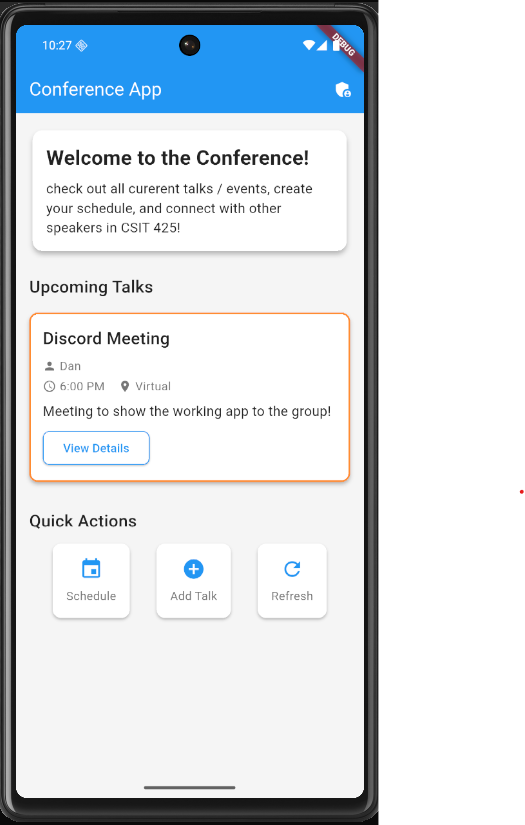 10:27
DEBUG
Conference App
Welcome to the Conference!
check out all curerent talks / events, create
your schedule, and connect with other
speakers in CSIT 425!
Upcoming Talks
Discord Meeting
Dan
6:00 PM Virtual
Meeting to show the working app to the group!
View Details
Quick Actions
Schedule Add Talk Refresh